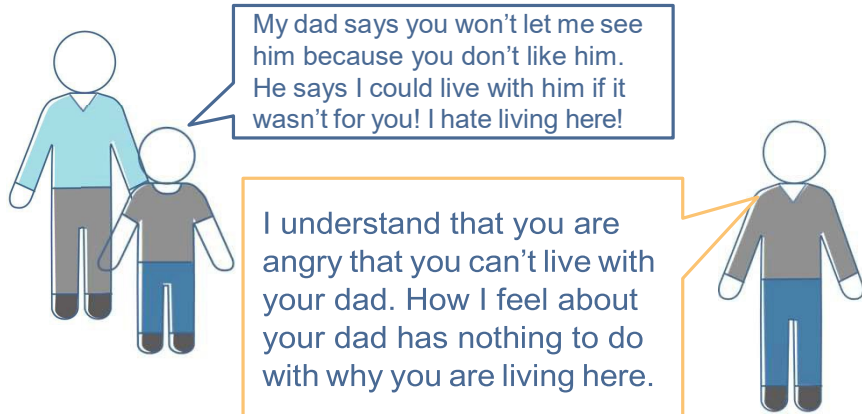 My dad says you won’t let me see
him because you don’t like him.
He says I could live with him if it
wasn’t for you! I hate living here!
I understand that you are
angry that you can’t live with
your dad. How I feel about
your dad has nothing to do
with why you are living here.